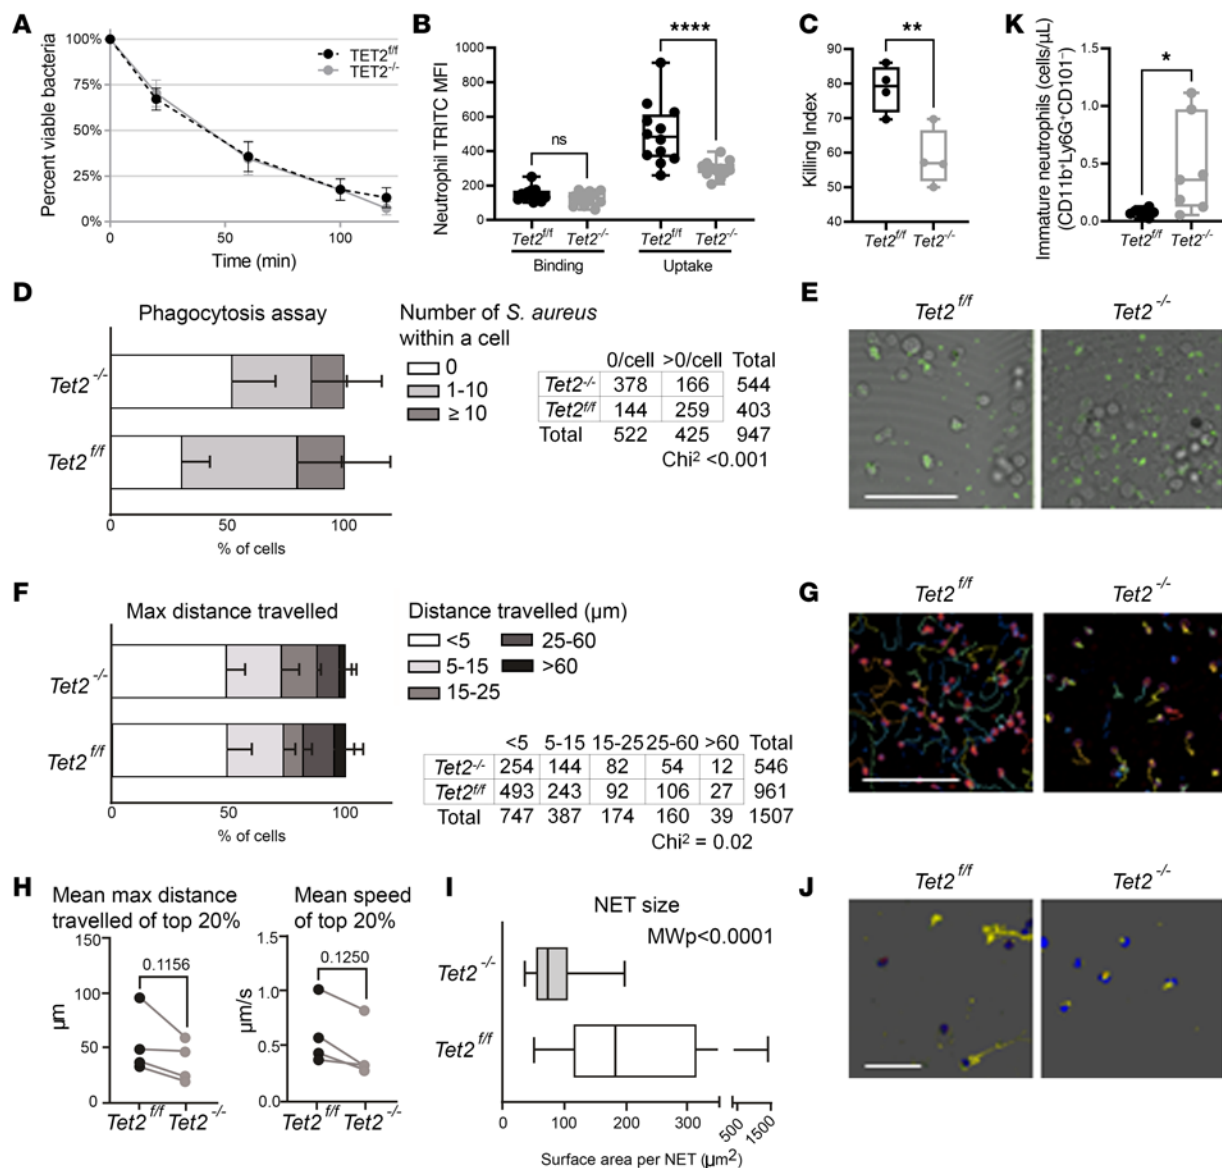 A
100%
75%
50%
25%
0%
Percent viable bacteria
0
50
100
Time (min)
TET2f/f
TET2-/-
B
Neutrophil TRITC MFI
1000
800
600
400
200
0
ns
****
Tet2f/f Tet2-/- Tet2f/f Tet2-/-
Binding Uptake
C
Killing Index
90
80
70
60
50
40
**
Tet2f/f Tet2-/-
K
Immature neutrophils (cells/µL)
(CD11b+Ly6G+CD101-)
1.5
1.0
0.5
0.0
*
Tet2f/f Tet2-/-
D
Phagocytosis assay
Tet2-/-
Tet2f/f
0 50 100
% of cells
Number of S. aureus
within a cell
0
1-10
≥ 10
0/cell >0/cell Total
Tet2-/- 378 166 544
Tet2f/f 144 259 403
Total 522 425 947
Chi2 <0.001
E
Tet2f/f Tet2-/-
F
Max distance travelled
Tet2-/-
Tet2f/f
0 50 100
% of cells
Distance travelled (µm)
<5 25-60
5-15 >60
15-25
<5 5-15 15-25 25-60 >60 Total
Tet2-/- 254 144 82 54 12 546
Tet2f/f 493 243 92 106 27 961
Total 747 387 174 160 39 1507
Chi2 = 0.02
G
Tet2f/f Tet2-/-
H
Mean max distance
travelled of top 20%
150
100
50
0
µm
0.1156
Tet2f/f Tet2-/-
Mean speed
of top 20%
1.5
1.0
0.5
0.0
µm/s
0.1250
Tet2f/f Tet2-/-
I
NET size
MWp<0.0001
Tet2-/-
Tet2f/f
0 100 200 300 500 1500
Surface area per NET (µm2)
J
Tet2f/f Tet2-/-